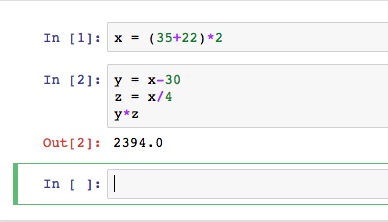 In [1]: x = (35+22)*2
In [2]: y = x-30
z = x/4
y*z
Out[2]: 2394.0
In [ ]: